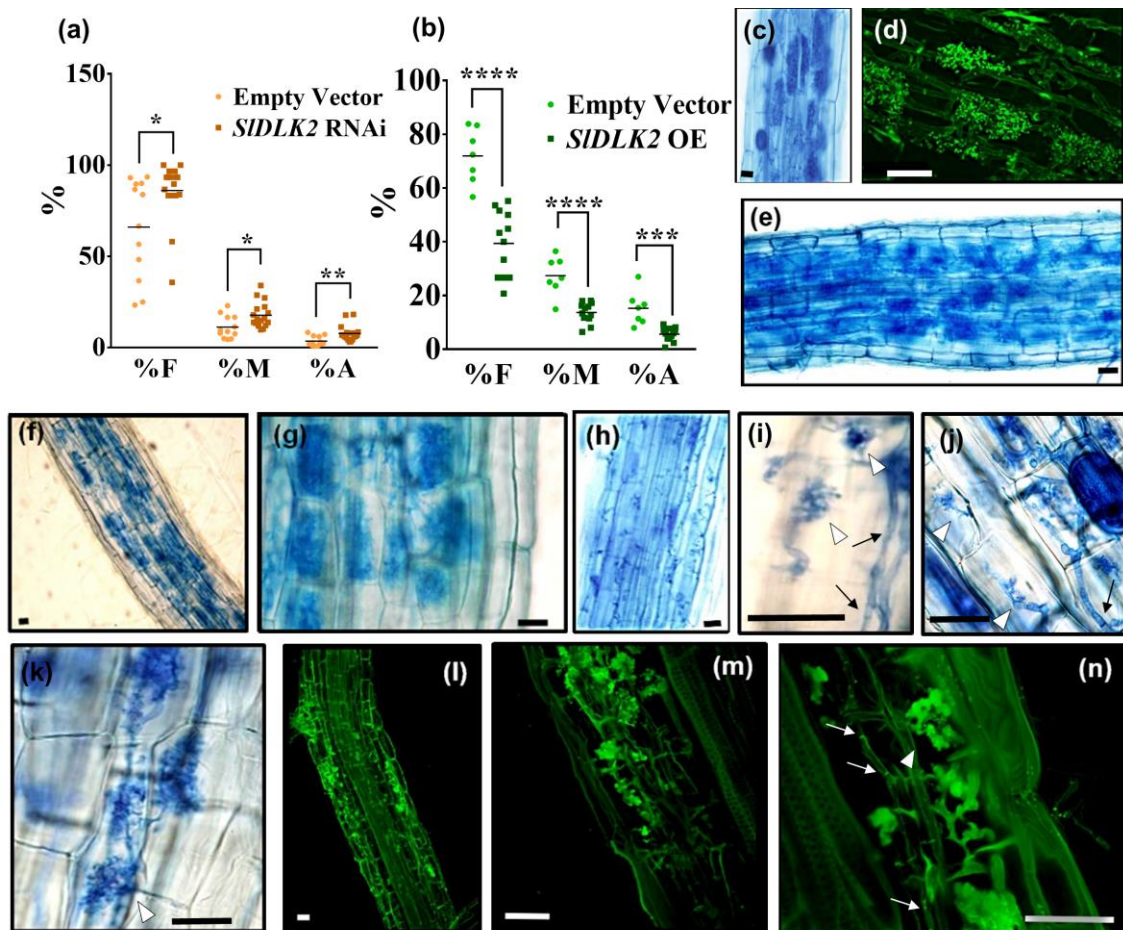 (a)
150
100
50
0
%
* * **
Empty Vector
SlDLK2 RNAi
%F %M %A
(b)
100
80
60
40
20
0
%
**** **** ***
Empty Vector
SlDLK2 OE
%F %M %A
(c)
(d)
(e)
(f)
(g)
(h)
(i)
(j)
(k)
(l)
(m)
(n)